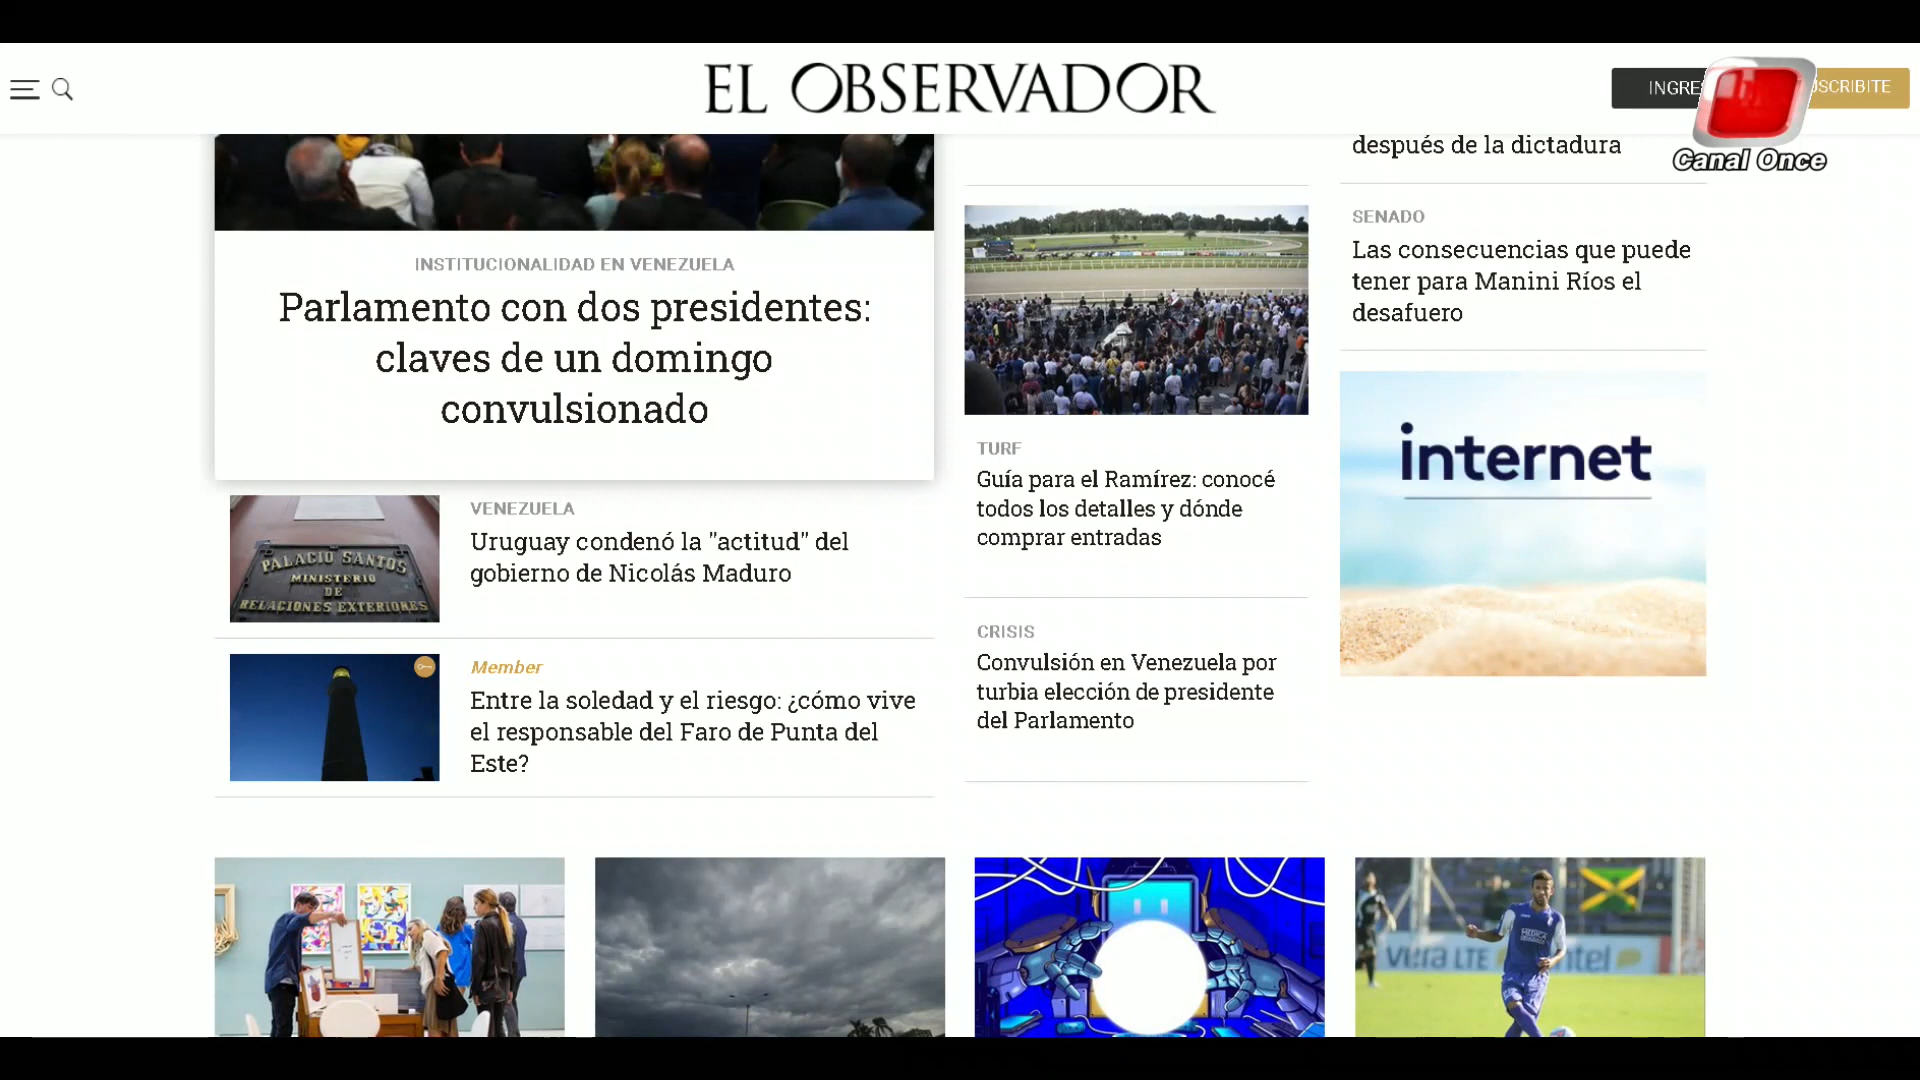 EL OBSERVADOR
Canal Once
después de la dictadura
INSTITUCIONALIDAD EN VENEZUELA
Parlamento con dos presidentes:
claves de un domingo
convulsionado
VENEZUELA
Uruguay condenó la "actitud" del
gobierno de Nicolás Maduro
PALACIO SANTOS
MINISTERIO
DE
RELACIONES EXTERIORES
Member
Entre la soledad y el riesgo: ¿cómo vive
el responsable del Faro de Punta del
Este?
TURF
Guía para el Ramírez: conocé
todos los detalles y dónde
comprar entradas
CRISIS
Convulsión en Venezuela por
turbia elección de presidente
del Parlamento
SENADO
Las consecuencias que puede
tener para Manini Ríos el
desafuero
internet